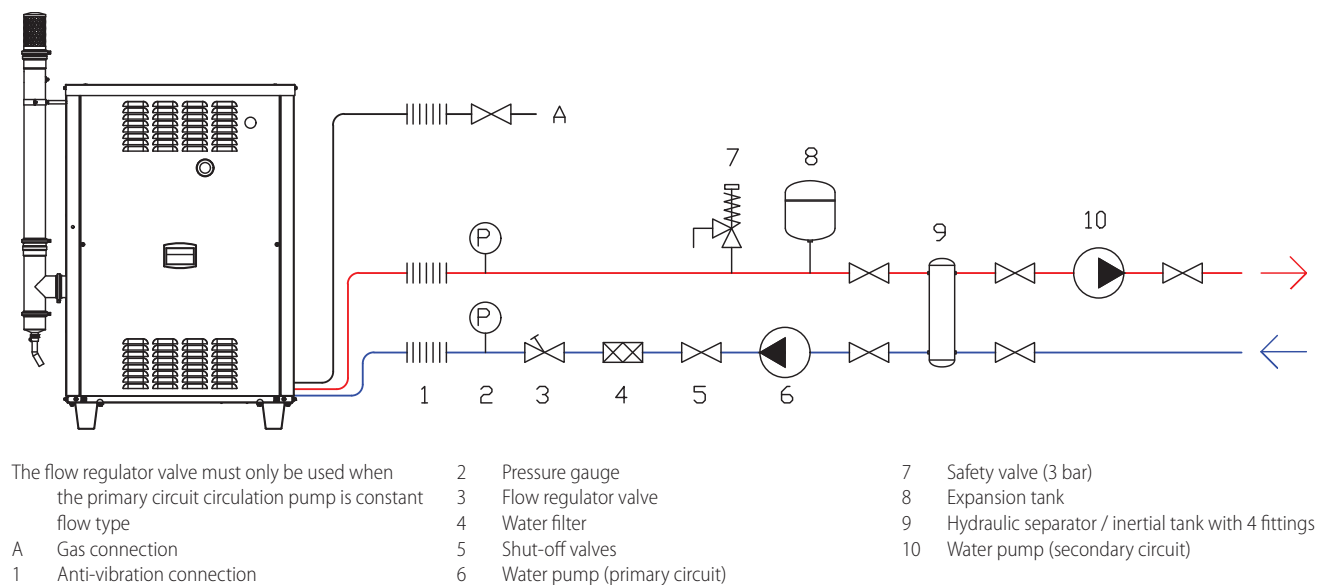 A
7
8
P
9
10
P
1
2
3
4
5
6
The flow regulator valve must only be used when
the primary circuit circulation pump is constant
flow type
A Gas connection
1 Anti-vibration connection
2 Pressure gauge
3 Flow regulator valve
4 Water filter
5 Shut-off valves
6 Water pump (primary circuit)
7 Safety valve (3 bar)
8 Expansion tank
9 Hydraulic separator / inertial tank with 4 fittings
10 Water pump (secondary circuit)